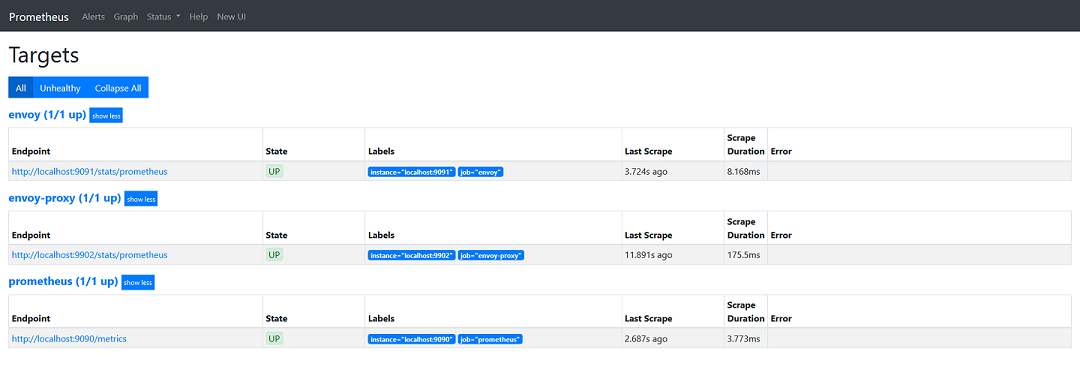 Prometheus Alerts Graph Status Help New UI
Targets
All Unhealthy Collapse All
envoy (1/1 up) show less
Endpoint State Labels Last Scrape Scrape Duration Error
http://localhost:9091/stats/prometheus UP instance="localhost:9091" job="envoy" 3.724s ago 8.168ms
envoy-proxy (1/1 up) show less
Endpoint State Labels Last Scrape Scrape Duration Error
http://localhost:9902/stats/prometheus UP instance="localhost:9902" job="envoy-proxy" 11.891s ago 175.5ms
prometheus (1/1 up) show less
Endpoint State Labels Last Scrape Scrape Duration Error
http://localhost:9090/metrics UP instance="localhost:9090" job="prometheus" 2.687s ago 3.773ms